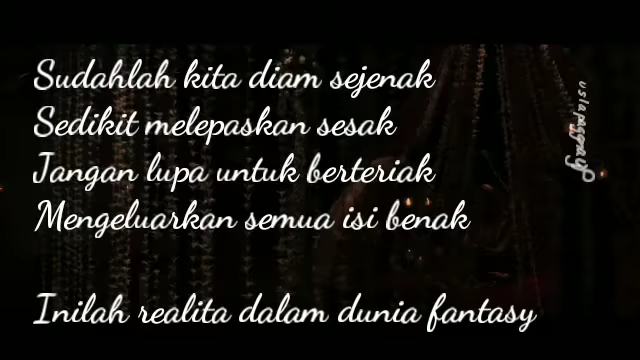 Sudahlah kita diam sejenak
Sedikit melepaskan sesak
Jangan lupa untuk berteriak
Mengeluarkan semua isi benak
Inilah realita dalam dunia fantasy